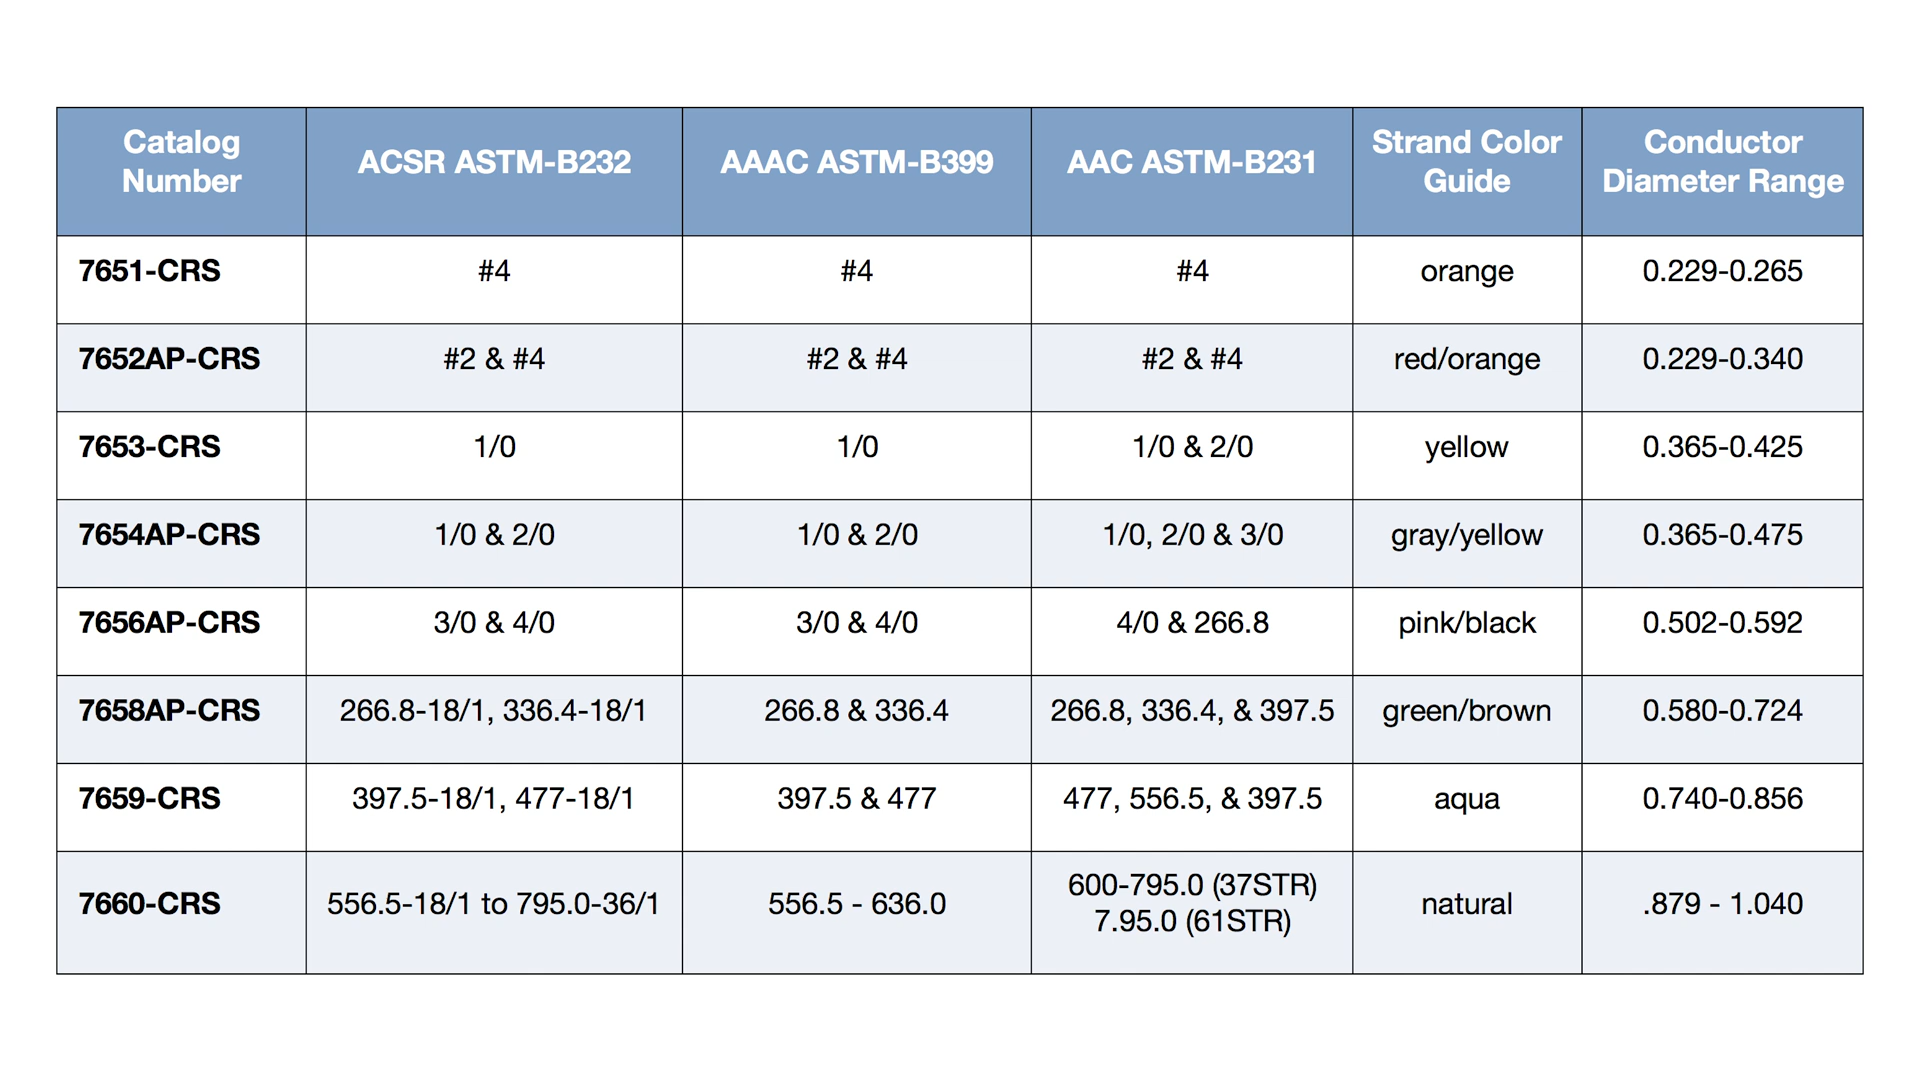 Catalog Number	ACSR ASTM-B232	AAAC ASTM-B399	AAC ASTM-B231	Strand Color Guide	Conductor Diameter Range
7651-CRS	#4	#4	#4	orange	0.229-0.265
7652AP-CRS	#2 & #4	#2 & #4	#2 & #4	red/orange	0.229-0.340
7653-CRS	1/0	1/0	1/0 & 2/0	yellow	0.365-0.425
7654AP-CRS	1/0 & 2/0	1/0 & 2/0	1/0, 2/0 & 3/0	gray/yellow	0.365-0.475
7656AP-CRS	3/0 & 4/0	3/0 & 4/0	4/0 & 266.8	pink/black	0.502-0.592
7658AP-CRS	266.8-18/1, 336.4-18/1	266.8 & 336.4	266.8, 336.4, & 397.5	green/brown	0.580-0.724
7659-CRS	397.5-18/1, 477-18/1	397.5 & 477	477, 556.5, & 397.5	aqua	0.740-0.856
7660-CRS	556.5-18/1 to 795.0-36/1	556.5 - 636.0	600-795.0 (37STR) 7.95.0 (61STR)	natural	.879 - 1.040